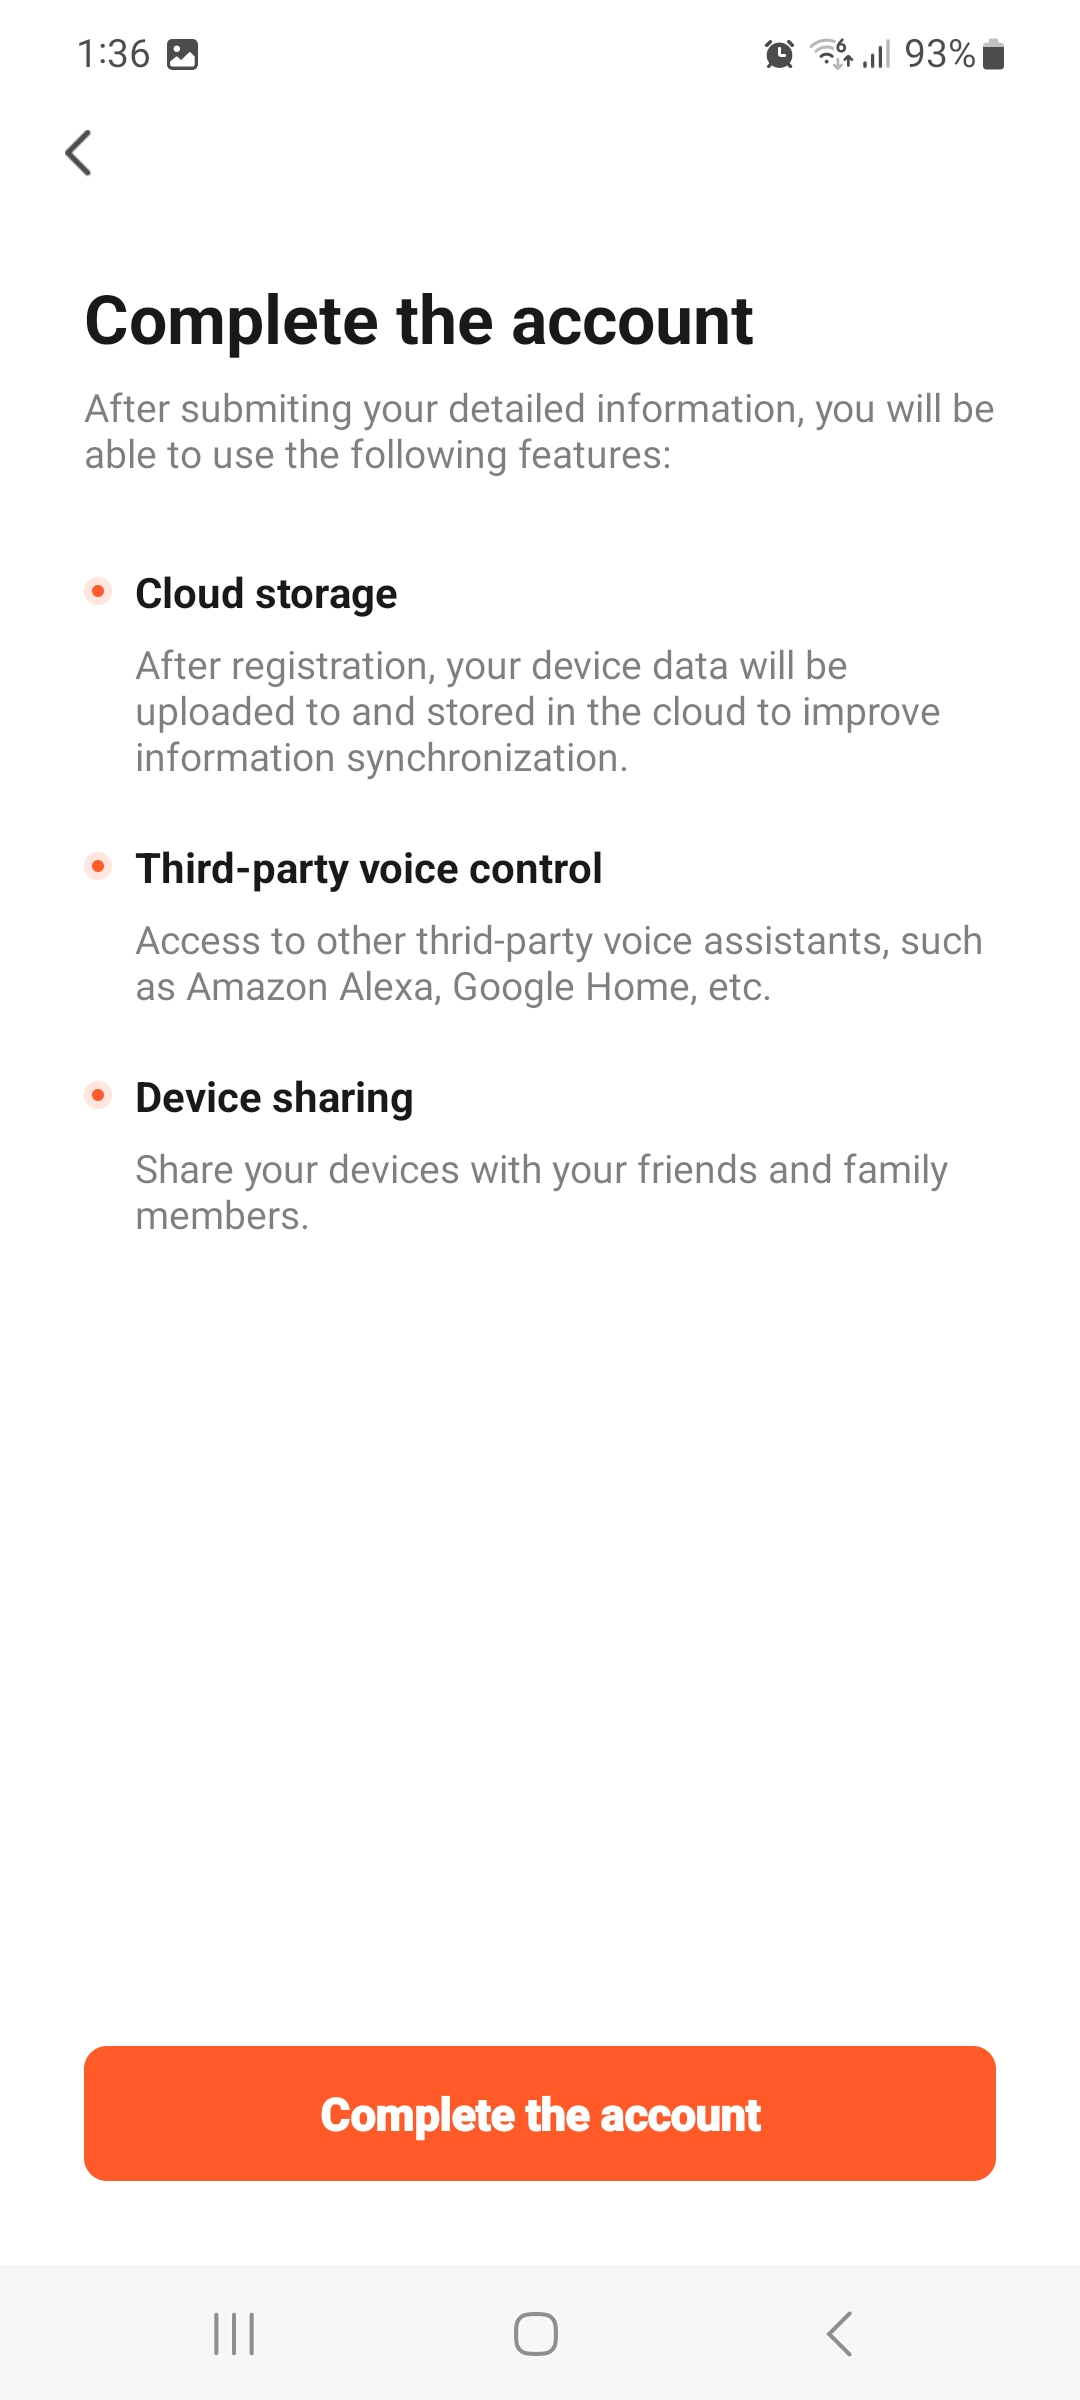 1:36
6
93%
Complete the account
After submiting your detailed information, you will be
able to use the following features:
Cloud storage
After registration, your device data will be
uploaded to and stored in the cloud to improve
information synchronization.
Third-party voice control
Access to other thrid-party voice assistants, such
as Amazon Alexa, Google Home, etc.
Device sharing
Share your devices with your friends and family
members.
Complete the account